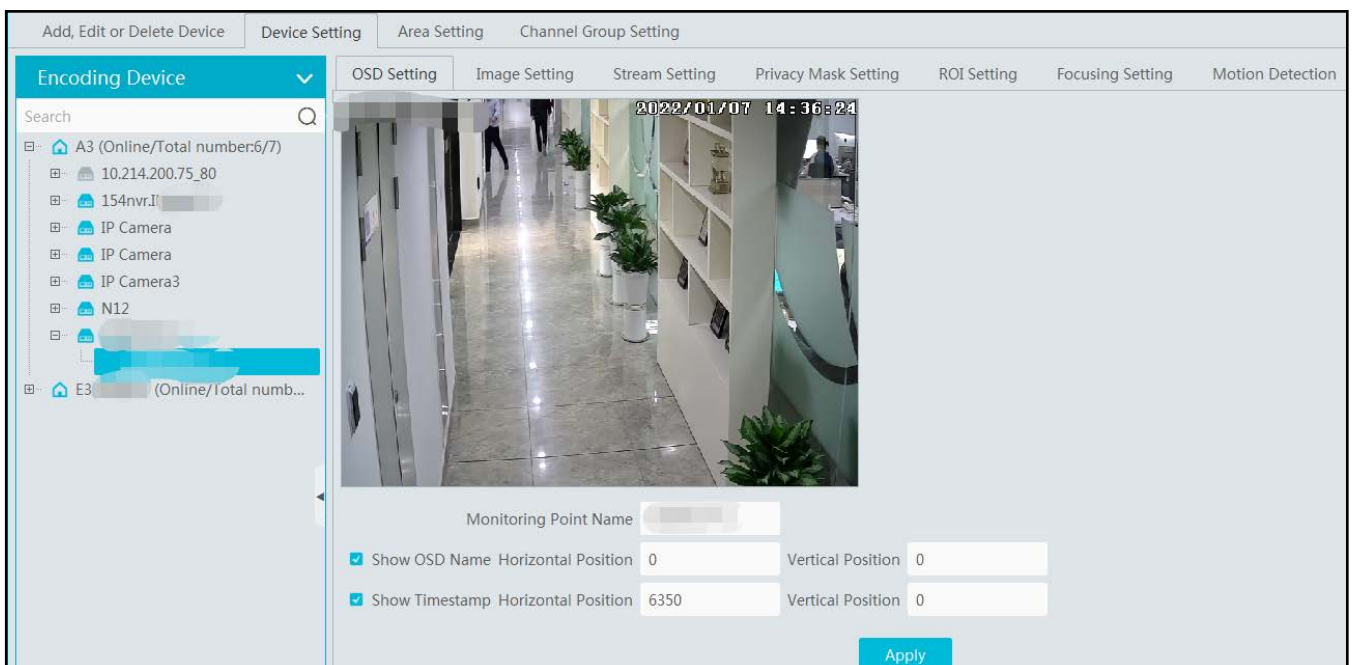 Add, Edit or Delete Device Device Setting Area Setting Channel Group Setting
Encoding Device
OSD Setting Image Setting Stream Setting Privacy Mask Setting ROI Setting Focusing Setting Motion Detection
Search
2022/01/07 14:36:24
A3 (Online/Total number:6/7)
10.214.200.75_80
154nvr.
IP Camera
IP Camera
IP Camera3
N12
E3 (Online/Total numb...
Monitoring Point Name
Show OSD Name Horizontal Position 0 Vertical Position 0
Show Timestamp Horizontal Position 6350 Vertical Position 0
Apply